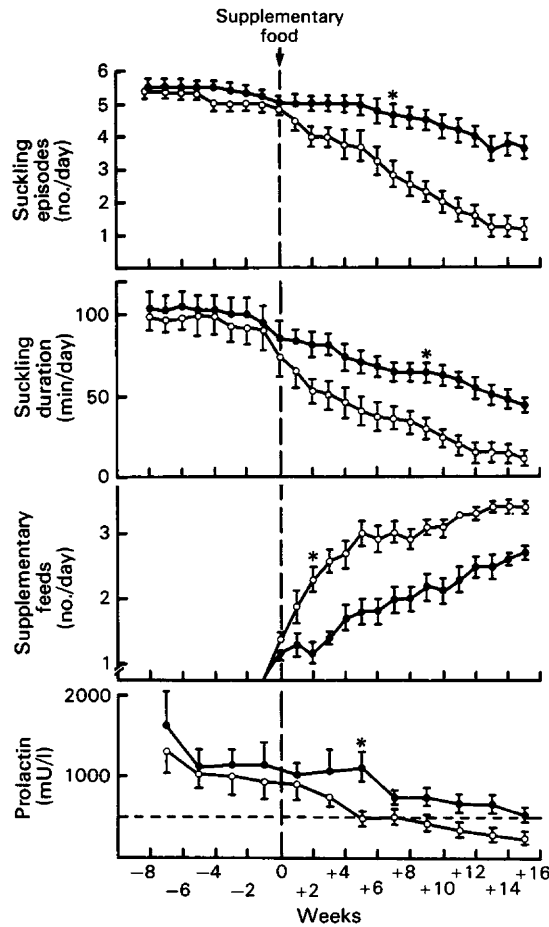 Supplementary
food
6
5
4
3
2
1
Suckling
episodes
(no./day)
*
100
50
0
Suckling
duration
(min/day)
*
3
2
1
Supplementary
feeds
(no./day)
*
2000
1000
Prolactin
(mU/l)
*
−8 −4 0 +4 +8 +12 +16
−6 −2 +2 +6 +10 +14
Weeks